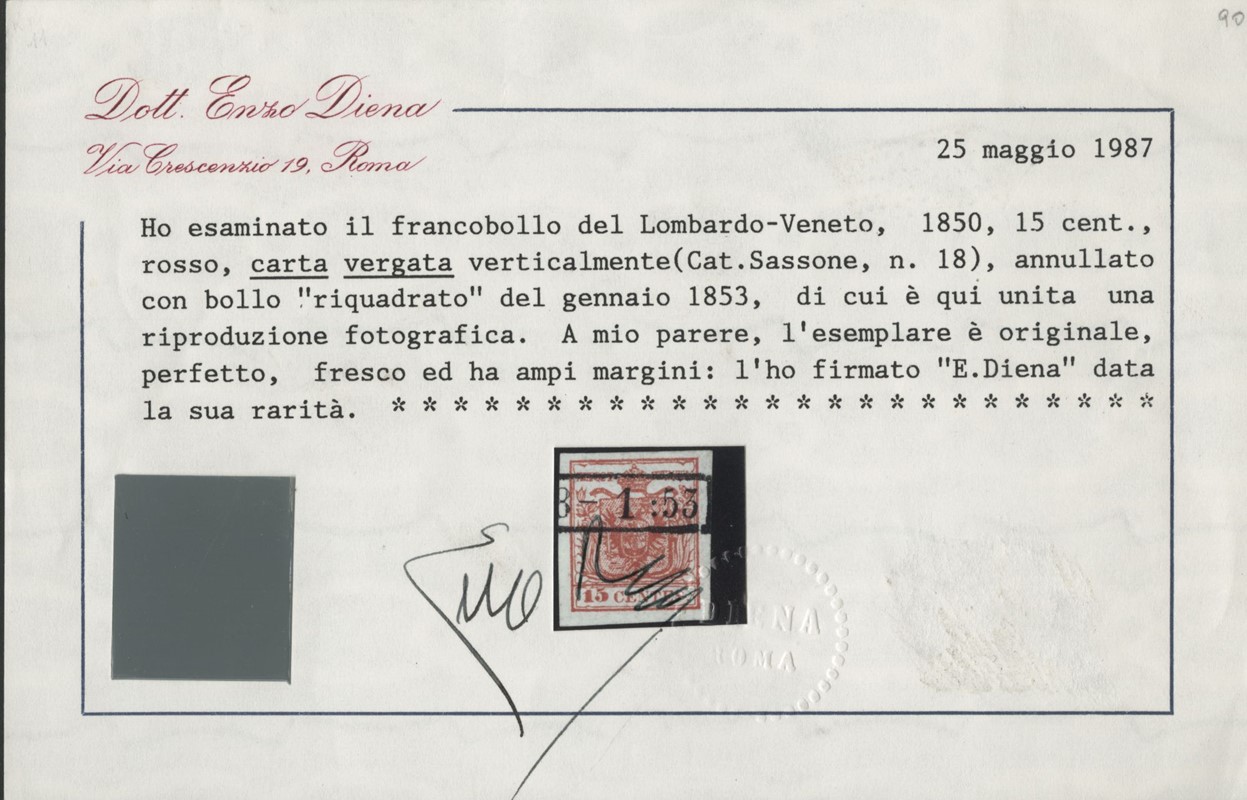 90
Dott. Enzo Diena
Via Crescenzio 19, Roma
25 maggio 1987
Ho esaminato il francobollo del Lombardo-Veneto, 1850, 15 cent.,
rosso, carta vergata verticalmente(Cat.Sassone, n. 18), annullato
con bollo "riquadrato" del gennaio 1853, di cui è qui unita una
riproduzione fotografica. A mio parere, l'esemplare è originale,
perfetto, fresco ed ha ampi margini: l'ho firmato "E.Diena" data
la sua rarità. * * * * * * * * * * * * * * * * * * * * * * * * *
3 - 1 :53
15 CENTES
DIENA
ROMA